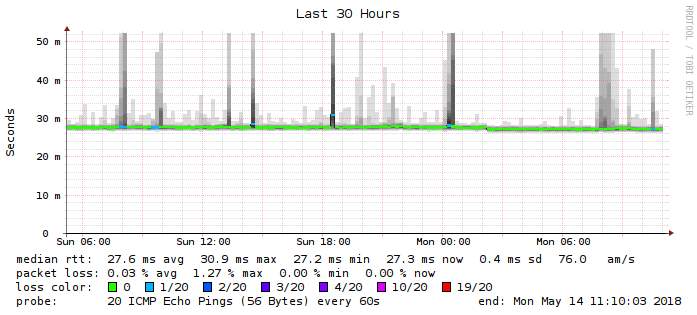 Last 30 Hours
RRDTOOL / TOBI OETIKER
Seconds
50 m
40 m
30 m
20 m
10 m
0
Sun 06:00 Sun 12:00 Sun 18:00 Mon 00:00 Mon 06:00
median rtt: 27.6 ms avg 30.9 ms max 27.2 ms min 27.3 ms now 0.4 ms sd 76.0 am/s
packet loss: 0.03 % avg 1.27 % max 0.00 % min 0.00 % now
loss color: 0 1/20 2/20 3/20 4/20 10/20 19/20
probe: 20 ICMP Echo Pings (56 Bytes) every 60s end: Mon May 14 11:10:03 2018